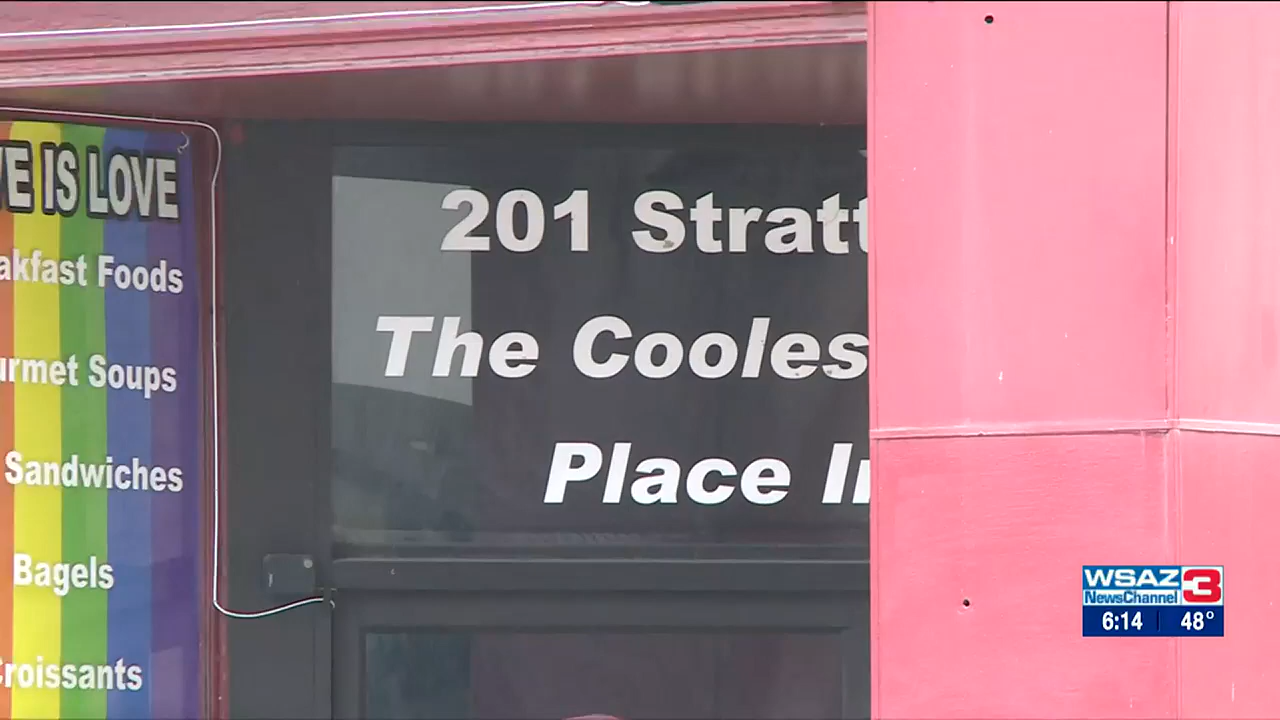 VE IS LOVE
akfast Foods
urmet Soups
Sandwiches
Bagels
Croissants
201 Stratt
The Cooles
Place I
WSAZ 3
NewsChannel
6:14 48°